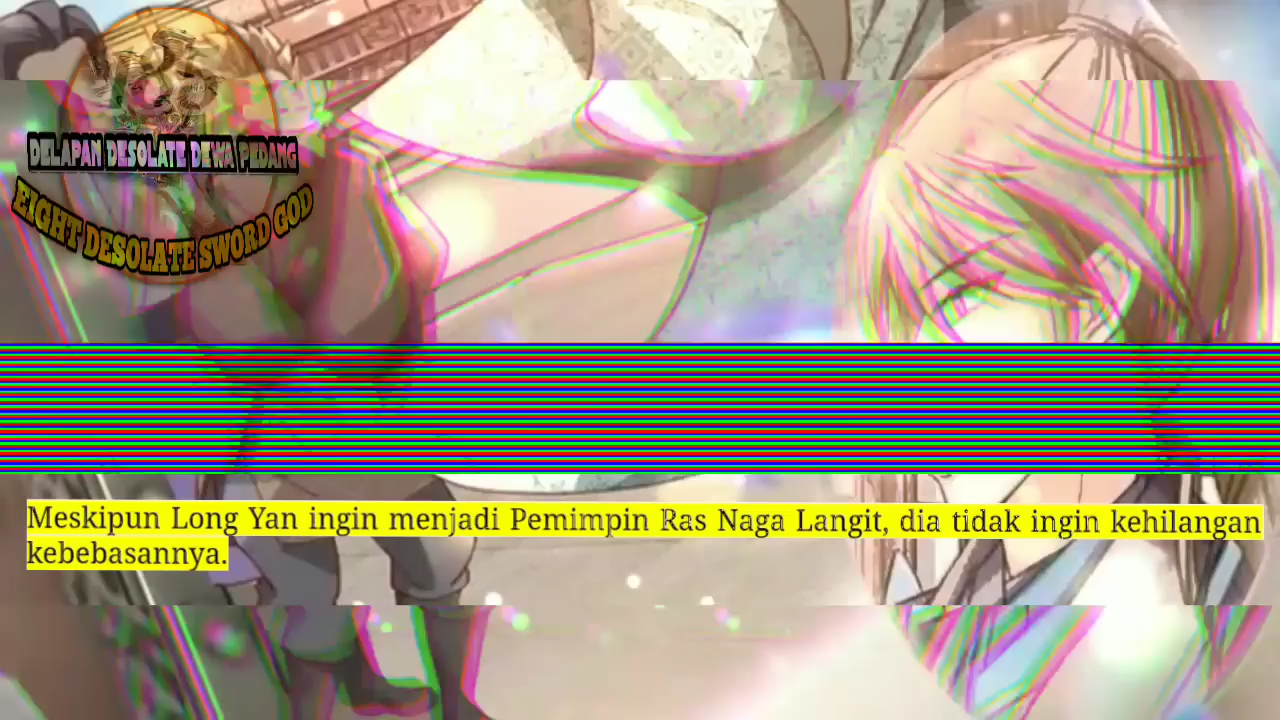 DELAPAN DESOLATE DEWA PEDANG
EIGHT DESOLATE SWORD GOD
Meskipun Long Yan ingin menjadi Pemimpin Ras Naga Langit, dia tidak ingin kehilangan
kebebasannya.